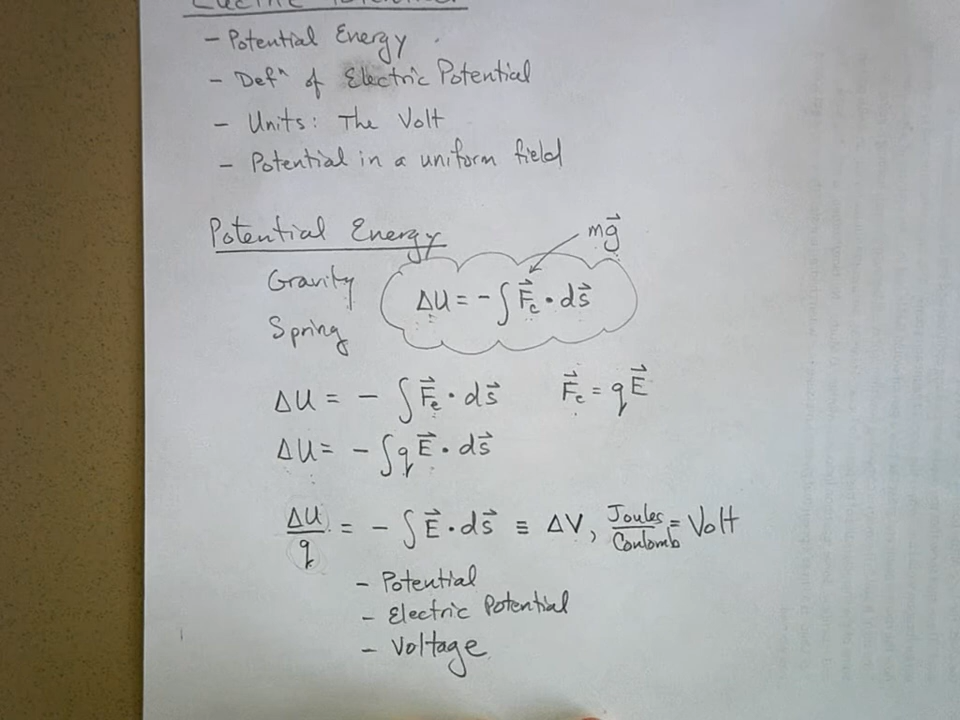 - Potential Energy
- Defⁿ of Electric Potential
- Units: The Volt
- Potential in a uniform field
Potential Energy
mg⃗
Gravity
ΔU = - ∫ F⃗c · ds⃗
Spring
ΔU = - ∫ F⃗e · ds⃗   F⃗e = qE⃗
ΔU = - ∫ qE⃗ · ds⃗
ΔU/q = - ∫ E⃗ · ds⃗ ≡ ΔV, Joules/Coulomb = Volt
- Potential
- Electric Potential
- Voltage